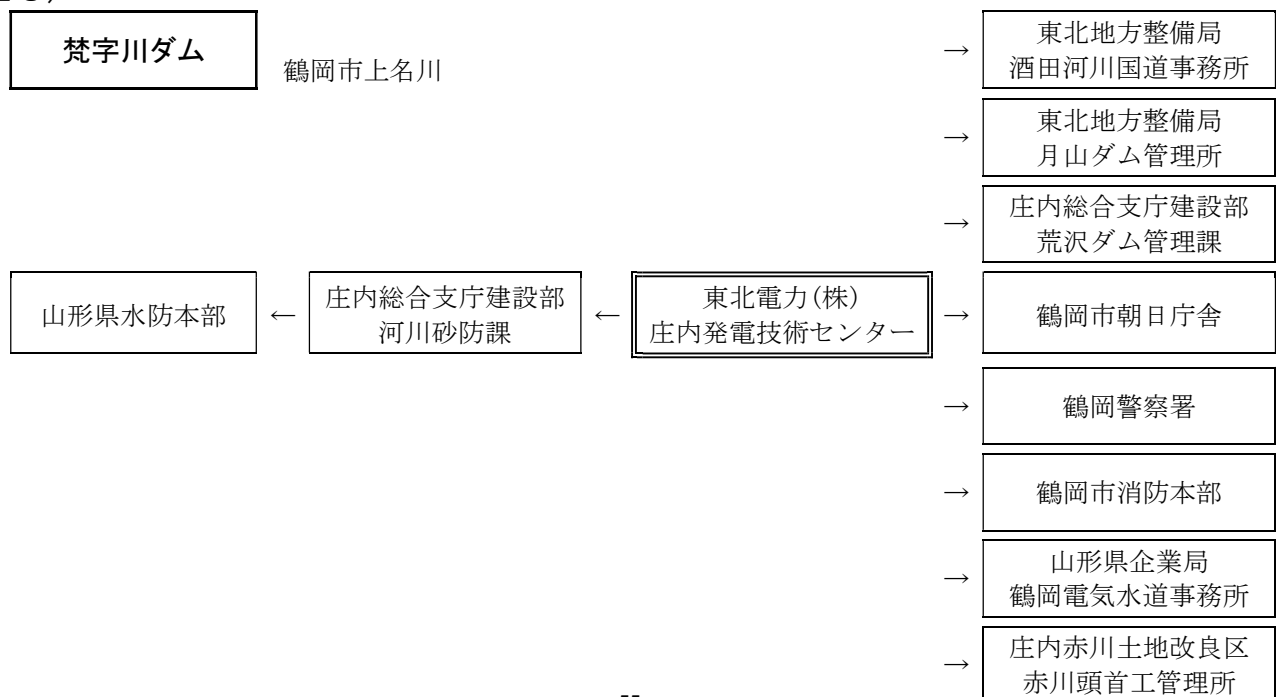 梵字川ダム
鶴岡市上名川
→
東北地方整備局
酒田河川国道事務所
→
東北地方整備局
月山ダム管理所
→
庄内総合支庁建設部
荒沢ダム管理課
山形県水防本部
←
庄内総合支庁建設部
河川砂防課
←
東北電力(株)
庄内発電技術センター
→
鶴岡市朝日庁舎
→
鶴岡警察署
→
鶴岡市消防本部
→
山形県企業局
鶴岡電気水道事務所
→
庄内赤川土地改良区
赤川頭首工管理所